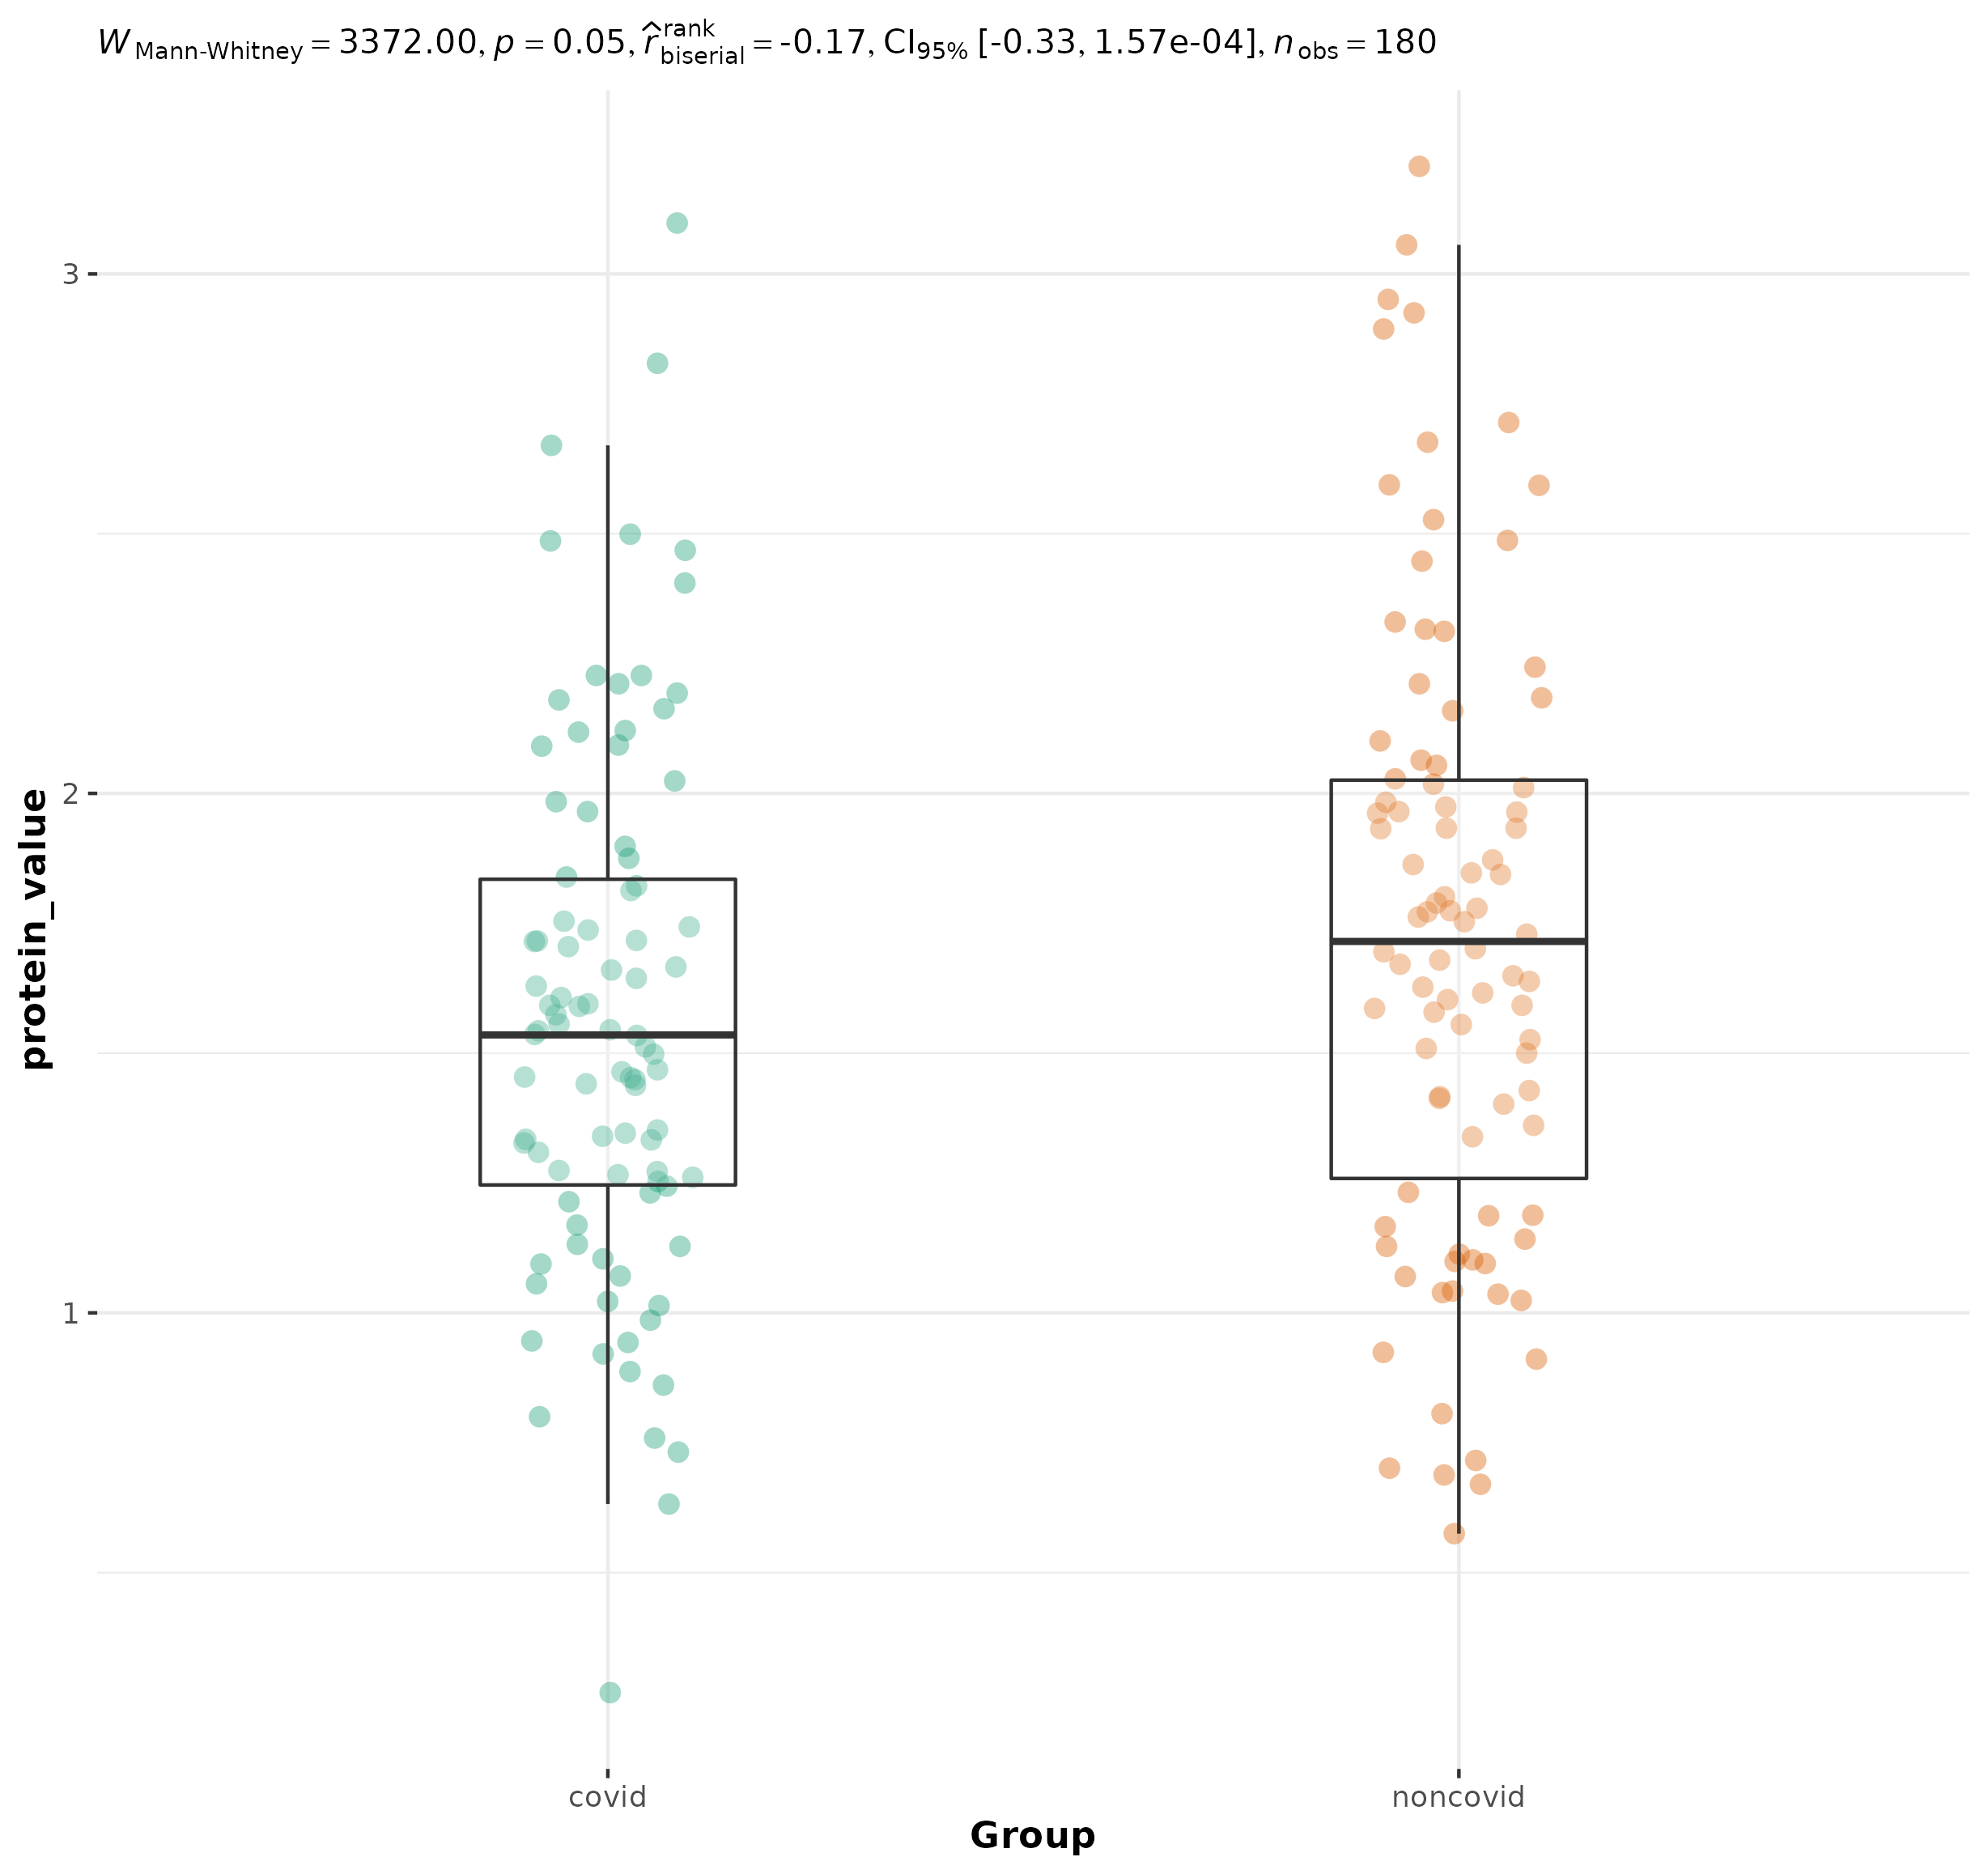 W Mann-Whitney = 3372.00, p = 0.05, r̂ rank biserial = -0.17, CI95% [-0.33, 1.57e-04], n obs = 180
3
2
1
protein_value
covid noncovid
Group